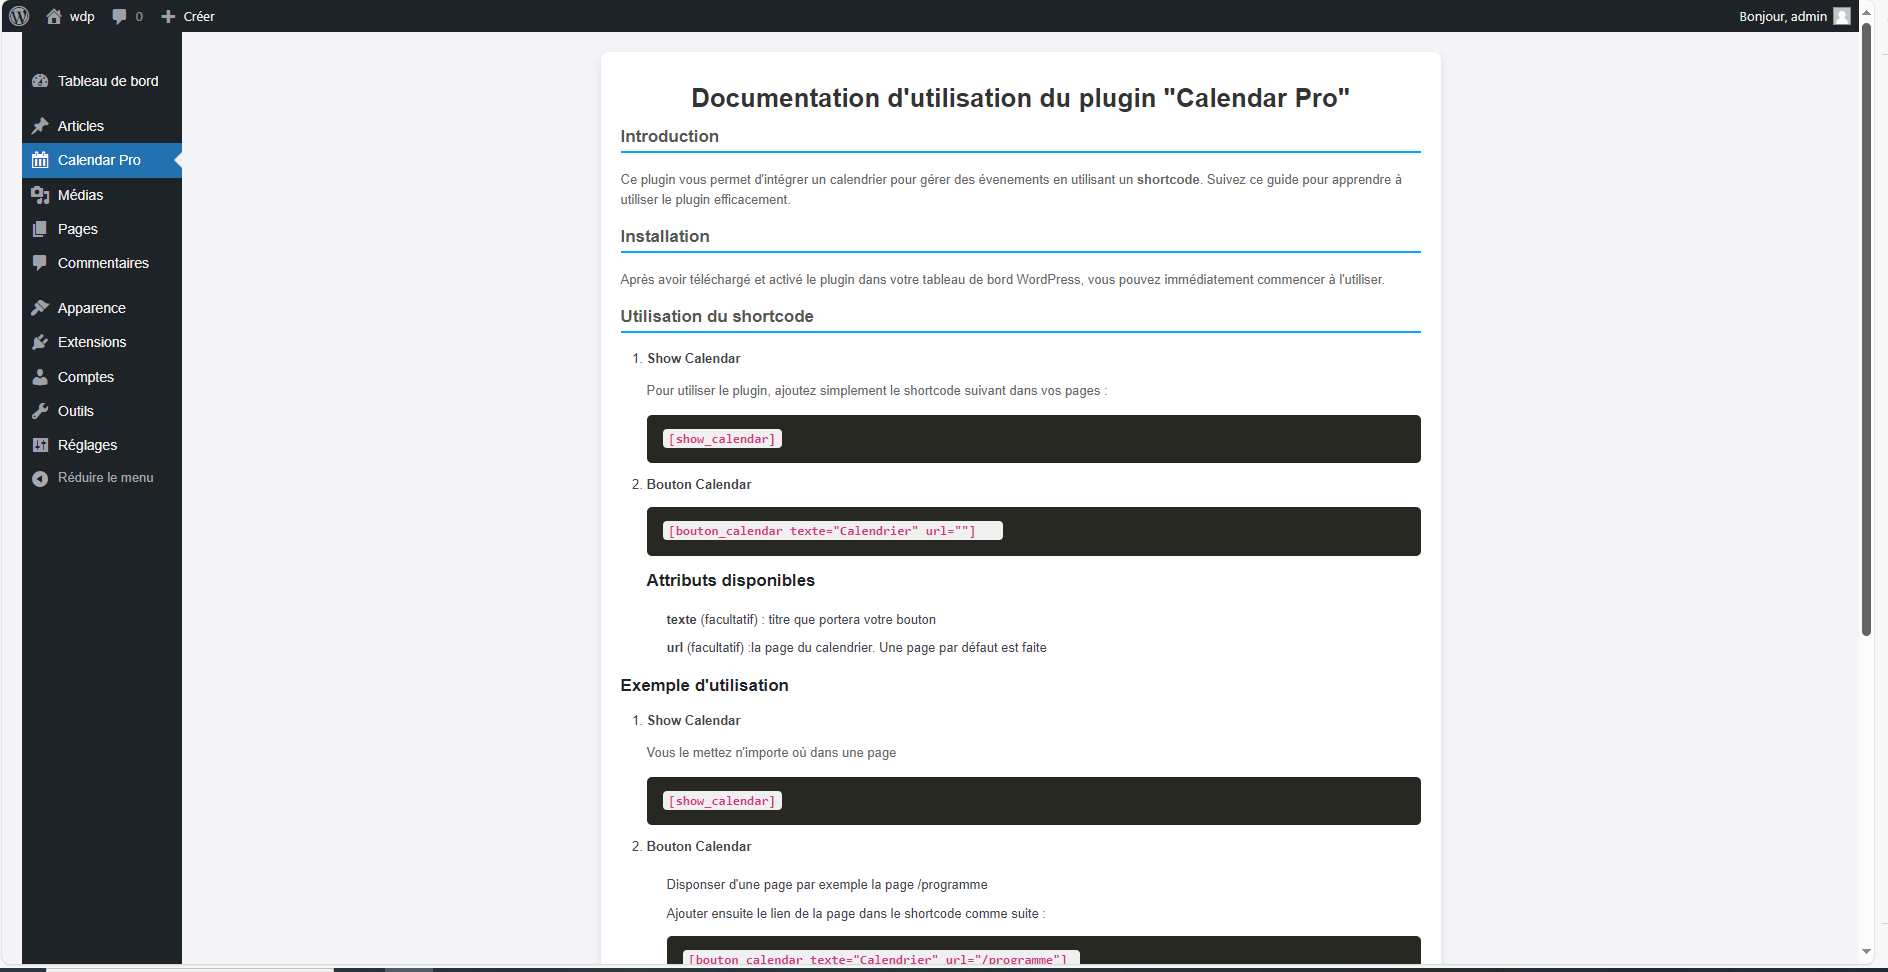 wdp
0
Créer
Bonjour, admin
Tableau de bord
Articles
Calendar Pro
Médias
Pages
Commentaires
Apparence
Extensions
Comptes
Outils
Réglages
Réduire le menu
Documentation d'utilisation du plugin "Calendar Pro"
Introduction
Ce plugin vous permet d'intégrer un calendrier pour gérer des évenements en utilisant un shortcode. Suivez ce guide pour apprendre à
utiliser le plugin efficacement.
Installation
Après avoir téléchargé et activé le plugin dans votre tableau de bord WordPress, vous pouvez immédiatement commencer à l'utiliser.
Utilisation du shortcode
1. Show Calendar
Pour utiliser le plugin, ajoutez simplement le shortcode suivant dans vos pages :
[show_calendar]
2. Bouton Calendar
[bouton_calendar texte="Calendrier" url=""]
Attributs disponibles
texte (facultatif) : titre que portera votre bouton
url (facultatif) :la page du calendrier. Une page par défaut est faite
Exemple d'utilisation
1. Show Calendar
Vous le mettez n'importe où dans une page
[show_calendar]
2. Bouton Calendar
Disponser d'une page par exemple la page /programme
Ajouter ensuite le lien de la page dans le shortcode comme suite :
[bouton_calendar texte="Calendrier" url="/programme"]